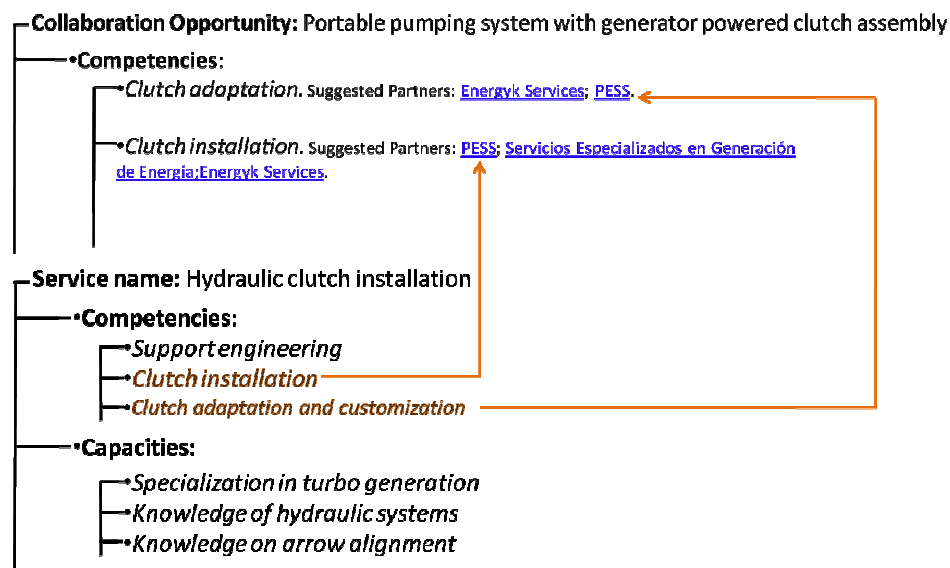 Collaboration Opportunity: Portable pumping system with generator powered clutch assembly
•Competencies:
•Clutch adaptation. Suggested Partners: Energyk Services; PESS.
•Clutch installation. Suggested Partners: PESS; Servicios Especializados en Generación
de Energía;Energyk Services.
Service name: Hydraulic clutch installation
•Competencies:
•Support engineering
•Clutch installation
•Clutch adaptation and customization
•Capacities:
•Specialization in turbo generation
•Knowledge of hydraulic systems
•Knowledge on arrow alignment